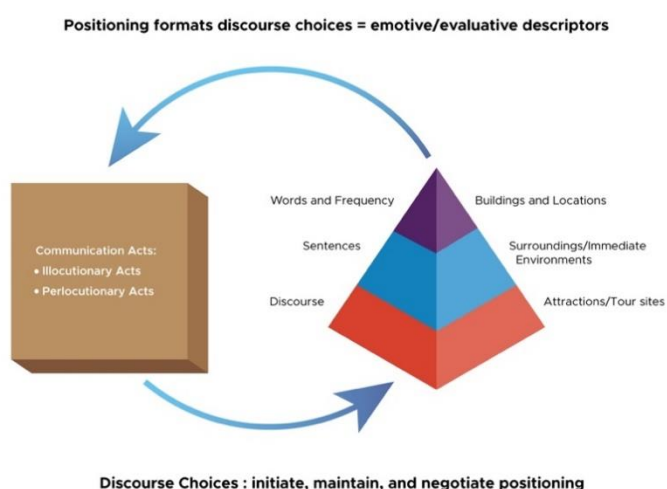 Positioning formats discourse choices = emotive/evaluative descriptors
Communication Acts:
• Illocutionary Acts
• Perlocutionary Acts
Words and Frequency
Buildings and Locations
Sentences
Surroundings/Immediate
Environments
Discourse
Attractions/Tour sites
Discourse Choices : initiate, maintain, and negotiate positioning